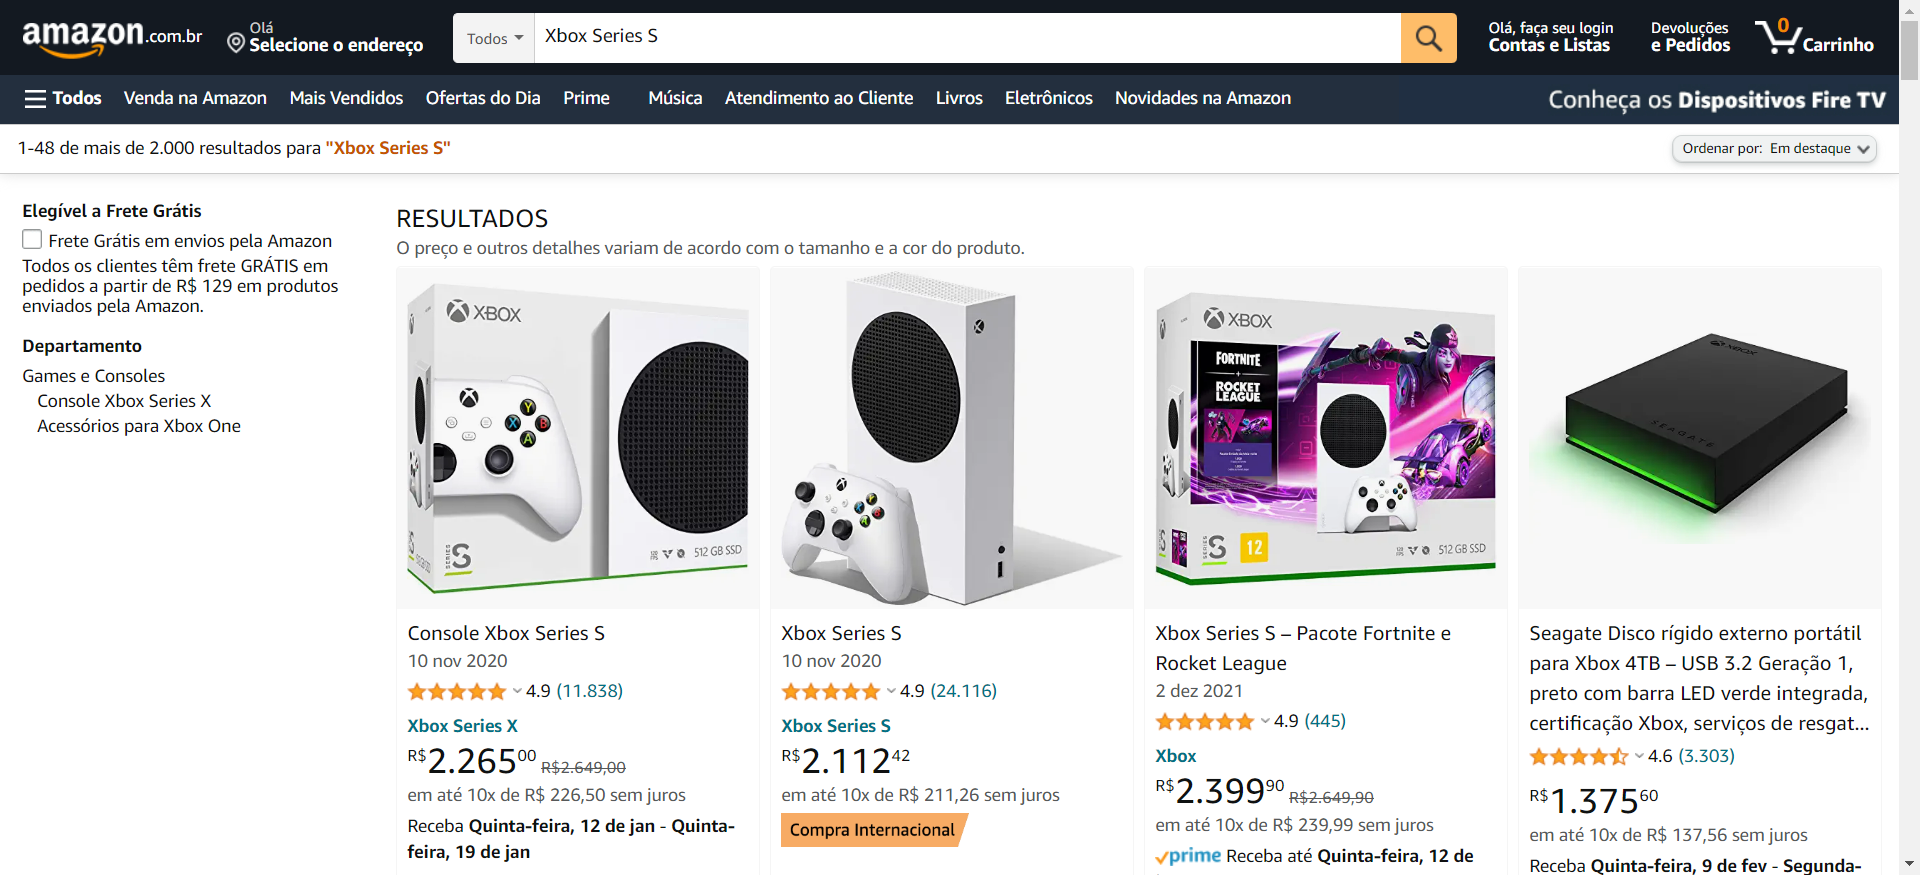 amazon.com.br
Olá
Selecione o endereço
Todos
Xbox Series S
Olá, faça seu login
Contas e Listas
Devoluções
e Pedidos
0
Carrinho
Todos
Venda na Amazon
Mais Vendidos
Ofertas do Dia
Prime
Música
Atendimento ao Cliente
Livros
Eletrônicos
Novidades na Amazon
Conheça os Dispositivos Fire TV
1-48 de mais de 2.000 resultados para "Xbox Series S"
Ordenar por: Em destaque
Elegível a Frete Grátis
Frete Grátis em envios pela Amazon
Todos os clientes têm frete GRÁTIS em
pedidos a partir de R$ 129 em produtos
enviados pela Amazon.
Departamento
Games e Consoles
Console Xbox Series X
Acessórios para Xbox One
RESULTADOS
O preço e outros detalhes variam de acordo com o tamanho e a cor do produto.
XBOX
Y
X
B
A
SERIES
S
512 GB SSD
Console Xbox Series S
10 nov 2020
4.9 (11.838)
Xbox Series X
R$2.26500 R$2.649,00
em até 10x de R$ 226,50 sem juros
Receba Quinta-feira, 12 de jan - Quinta-
feira, 19 de jan
Xbox Series S
10 nov 2020
4.9 (24.116)
Xbox Series S
R$2.11242
em até 10x de R$ 211,26 sem juros
Compra Internacional
XBOX
FORTNITE
+
ROCKET
LEAGUE
SERIES
S
12
512 GB SSD
Xbox Series S – Pacote Fortnite e
Rocket League
2 dez 2021
4.9 (445)
Xbox
R$2.39990 R$2.649,90
em até 10x de R$ 239,99 sem juros
prime Receba até Quinta-feira, 12 de
XBOX
SEAGATE
Seagate Disco rígido externo portátil
para Xbox 4TB – USB 3.2 Geração 1,
preto com barra LED verde integrada,
certificação Xbox, serviços de resgat...
4.6 (3.303)
R$1.37560
em até 10x de R$ 137,56 sem juros
Receba Quinta-feira, 9 de fev - Segunda-